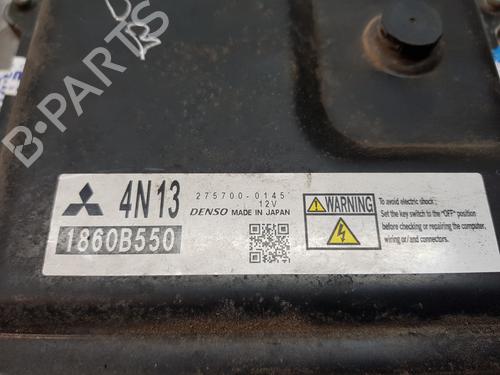 B-PARTS
4N13
275700-0145
12V
DENSO MADE IN JAPAN
1860B550
WARNING
To avoid electric shock;
Set the key switch to the "OFF" position
before checking or repairing the computer,
wiring or/and connectors.